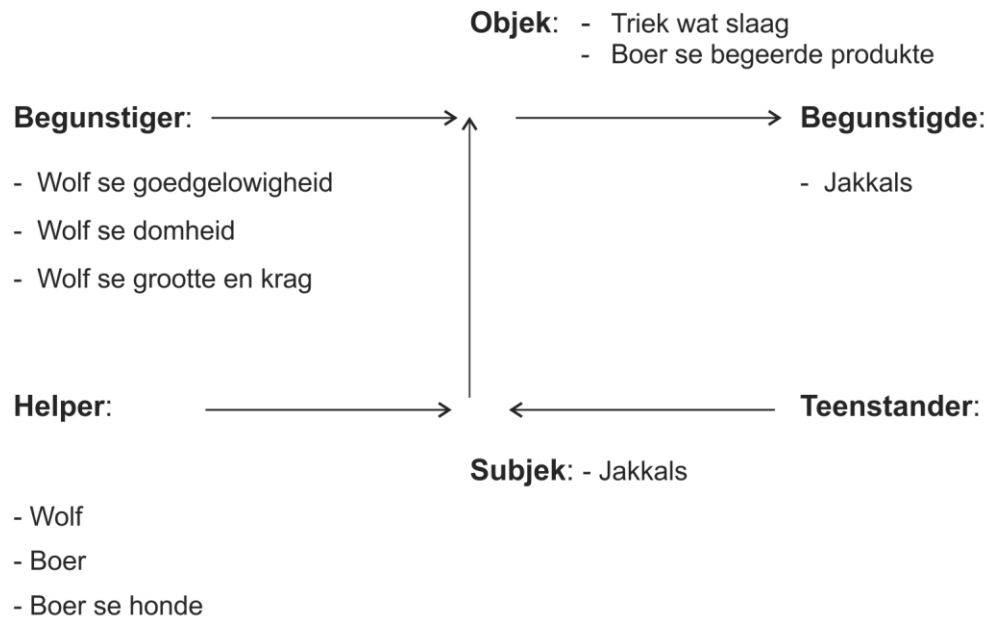 Objek: - Triek wat slaag
- Boer se begeerde produkte
Begunstiger:
Begunstigde:
- Wolf se goedgelowigheid
- Wolf se domheid
- Wolf se grootte en krag
- Jakkals
Helper:
Teenstander:
Subjek: - Jakkals
- Wolf
- Boer
- Boer se honde